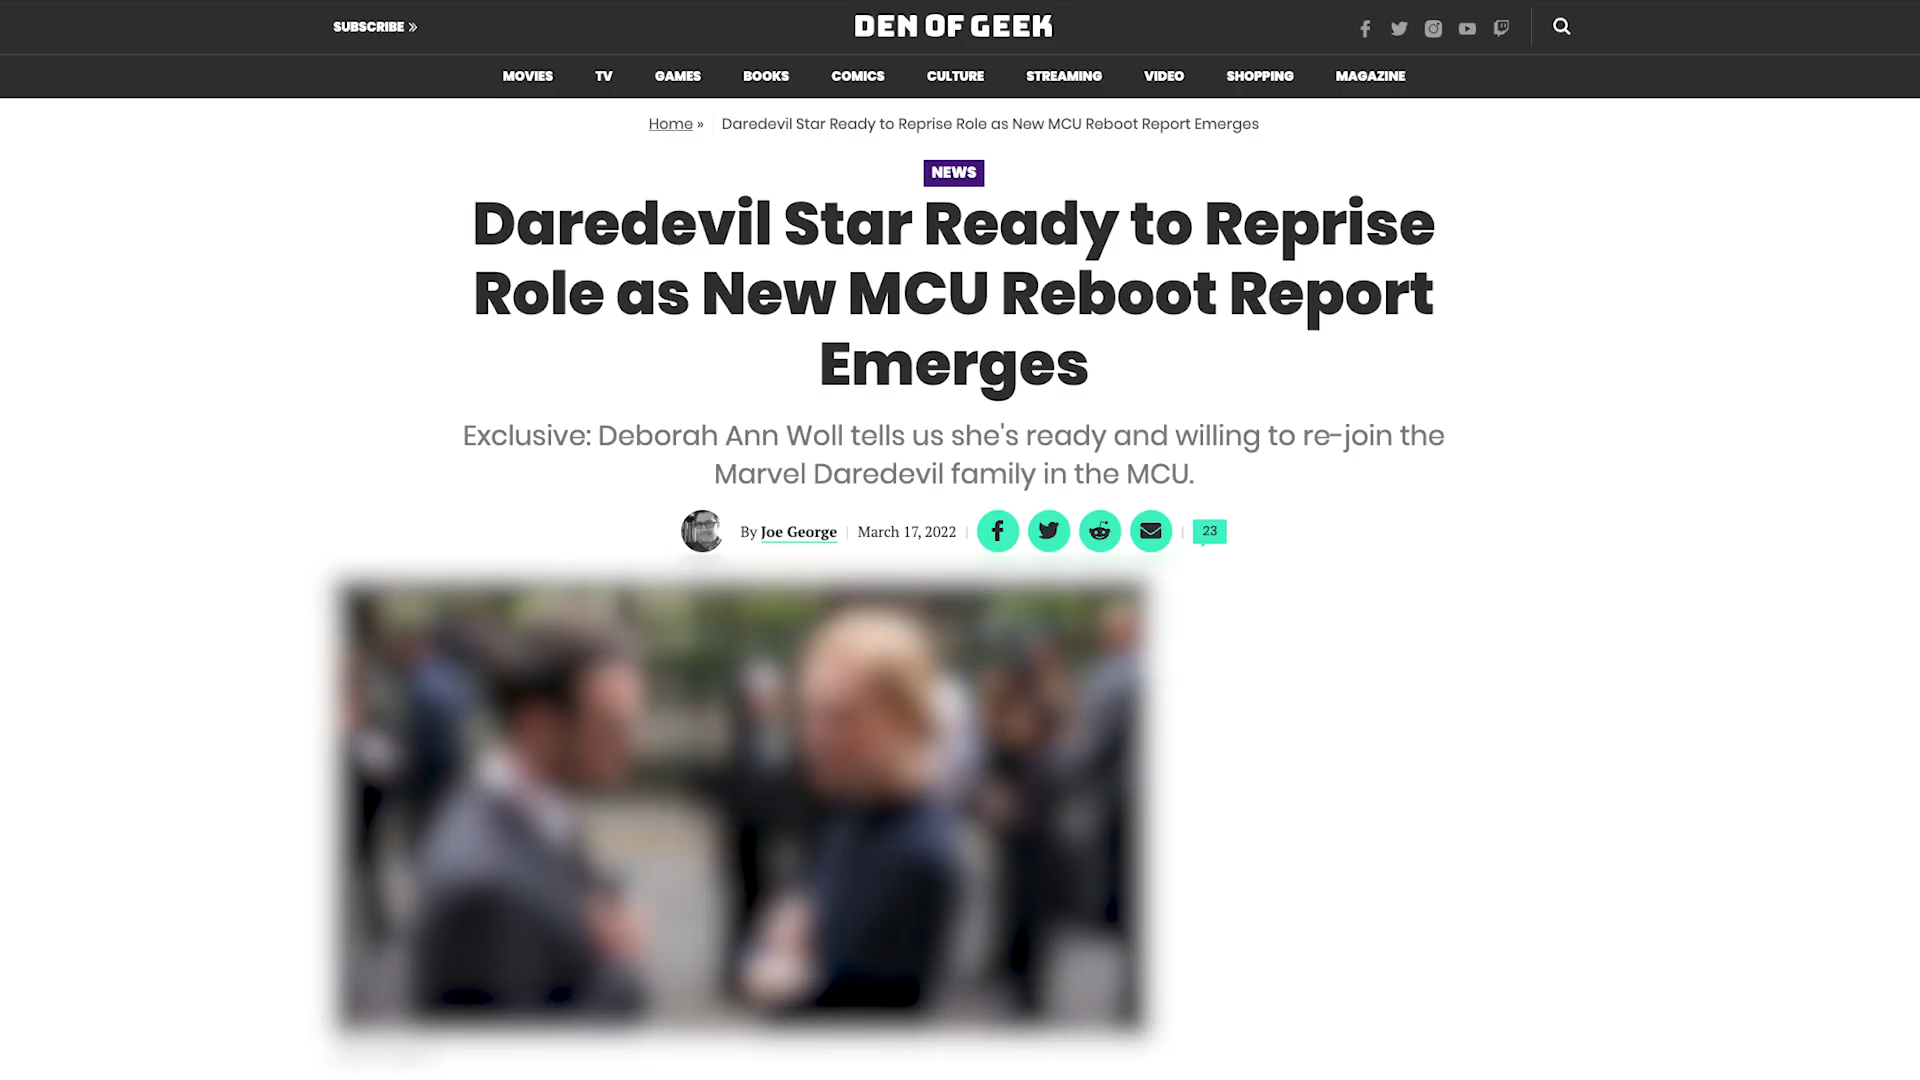 SUBSCRIBE »
DEN OF GEEK
MOVIES TV GAMES BOOKS COMICS CULTURE STREAMING VIDEO SHOPPING MAGAZINE
Home » Daredevil Star Ready to Reprise Role as New MCU Reboot Report Emerges
NEWS
Daredevil Star Ready to Reprise
Role as New MCU Reboot Report
Emerges
Exclusive: Deborah Ann Woll tells us she's ready and willing to re-join the
Marvel Daredevil family in the MCU.
By Joe George | March 17, 2022 | 23